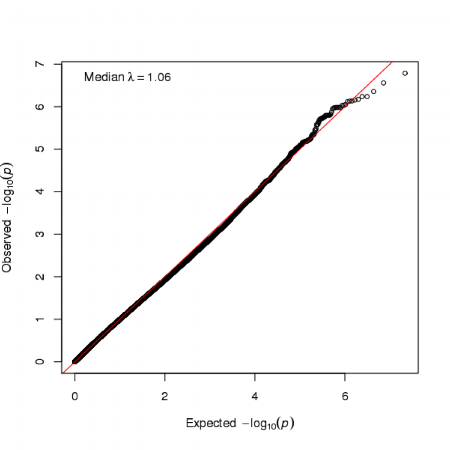 Median λ = 1.06
7
6
5
4
3
2
1
0
Observed −log₁₀(p)
0 2 4 6
Expected −log₁₀(p)